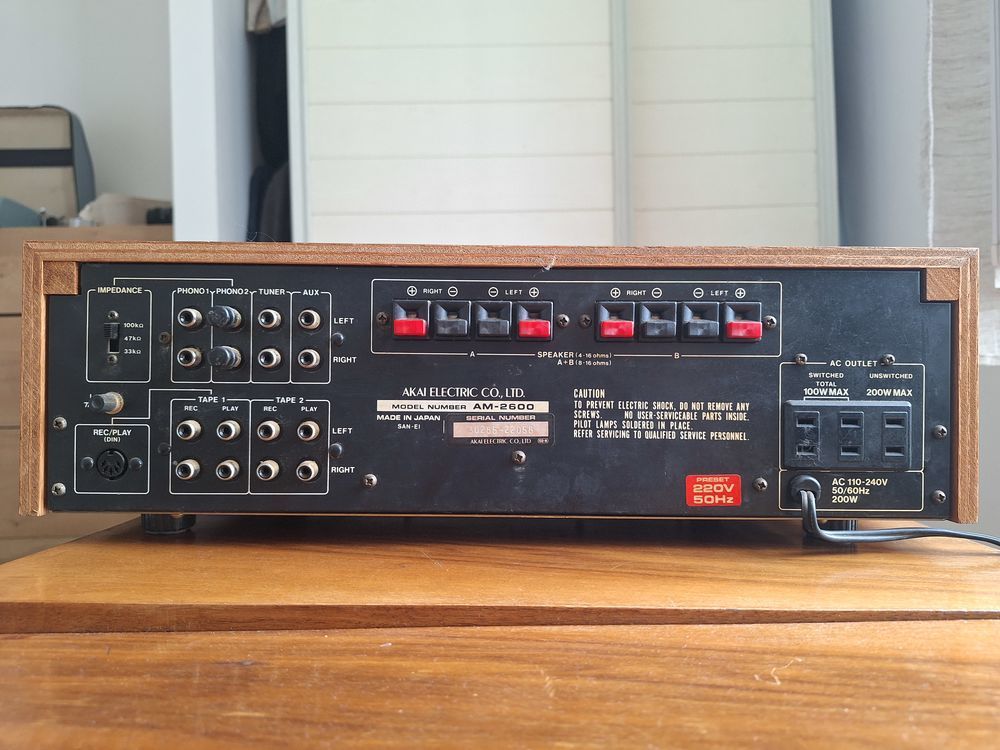 IMPEDANCE
100kΩ
47kΩ
33kΩ
PHONO 1 PHONO 2 TUNER AUX
LEFT
RIGHT
TAPE 1 TAPE 2
REC PLAY REC PLAY
LEFT
RIGHT
REC/PLAY
(DIN)
⊕ RIGHT ⊖ ⊖ LEFT ⊕
⊕ RIGHT ⊖ ⊖ LEFT ⊕
A SPEAKER (4-16 ohms) B
A+B (8-16 ohms)
AKAI ELECTRIC CO., LTD.
MODEL NUMBER AM-2600
MADE IN JAPAN SERIAL NUMBER
SAN-EI
AKAI ELECTRIC CO., LTD
CAUTION
TO PREVENT ELECTRIC SHOCK, DO NOT REMOVE ANY
SCREWS. NO USER-SERVICEABLE PARTS INSIDE.
PILOT LAMPS SOLDERED IN PLACE.
REFER SERVICING TO QUALIFIED SERVICE PERSONNEL.
PRESET
220V
50Hz
AC OUTLET
SWITCHED UNSWITCHED
TOTAL
100W MAX 200W MAX
AC 110-240V
50/60Hz
200W